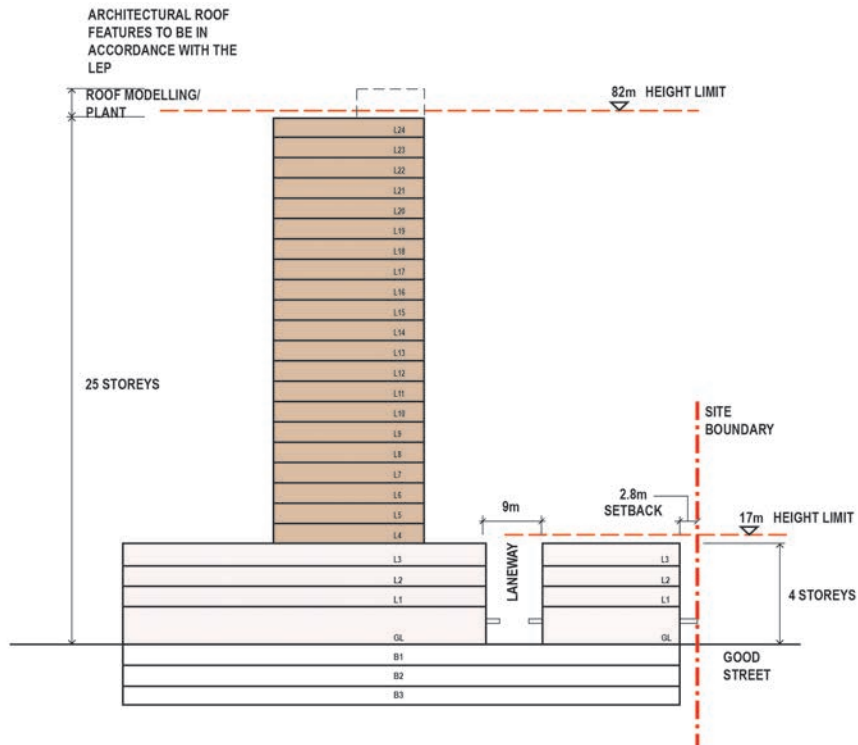 ARCHITECTURAL ROOF
FEATURES TO BE IN
ACCORDANCE WITH THE
LEP
ROOF MODELLING/
PLANT
82m HEIGHT LIMIT
L24
L23
L22
L21
L20
L19
L18
L17
L16
L15
L14
L13
L12
L11
L10
L9
L8
L7
L6
L5
L4
25 STOREYS
SITE
BOUNDARY
9m
2.8m
SETBACK
17m HEIGHT LIMIT
LANEWAY
L3
L2
L1
GL
L3
L2
L1
GL
4 STOREYS
B1
B2
B3
GOOD
STREET